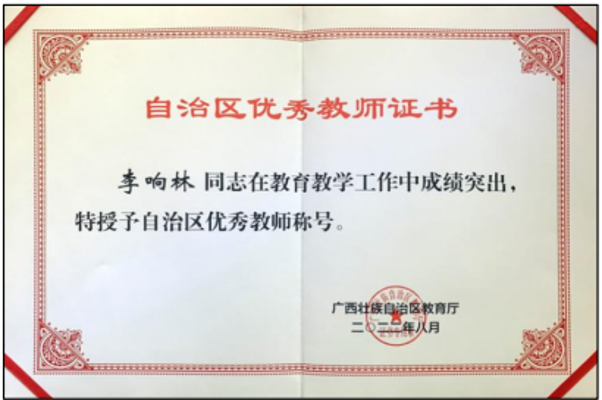 自治区优秀教师证书
李响林 同志在教育教学工作中成绩突出，
特授予自治区优秀教师称号。
广西壮族自治区教育厅
二〇二一年八月